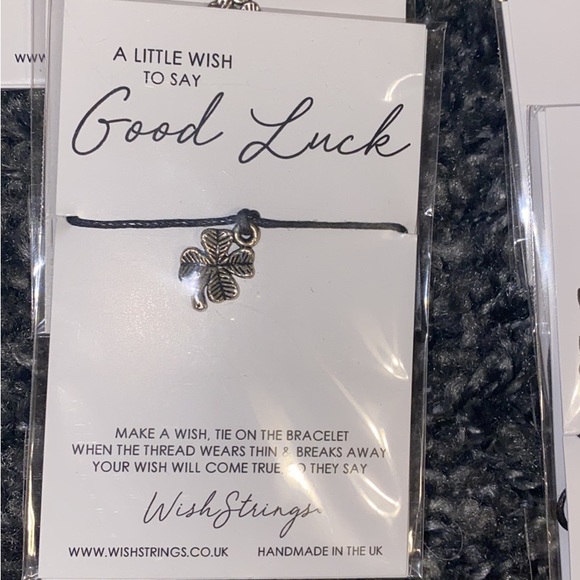 WWW
A LITTLE WISH
TO SAY
Good Luck
MAKE A WISH, TIE ON THE BRACELET
WHEN THE THREAD WEARS THIN & BREAKS AWAY
YOUR WISH WILL COME TRUE, SO THEY SAY
WishStrings
WWW.WISHSTRINGS.CO.UK HANDMADE IN THE UK